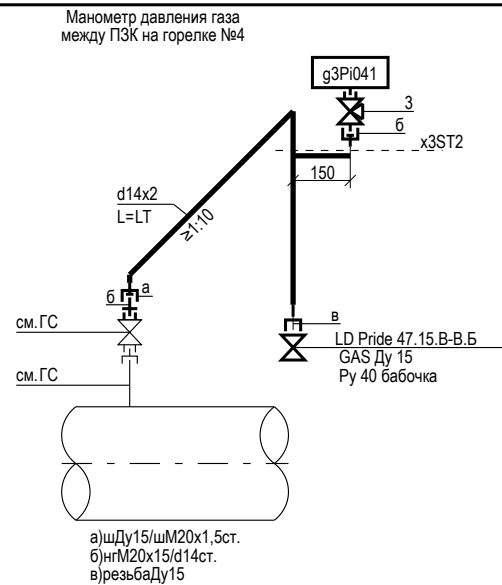 Манометр давления газа
между ПЗК на горелке №4
g3Pi041
3
б
x3ST2
150
d14x2
L=LT
≥1:10
а
б
см.ГС
в
LD Pride 47.15.В-В.Б
GAS Ду 15
Ру 40 бабочка
см.ГС
а)шДу15/шМ20х1,5ст.
б)нгМ20х15/d14ст.
в)резьбаДу15